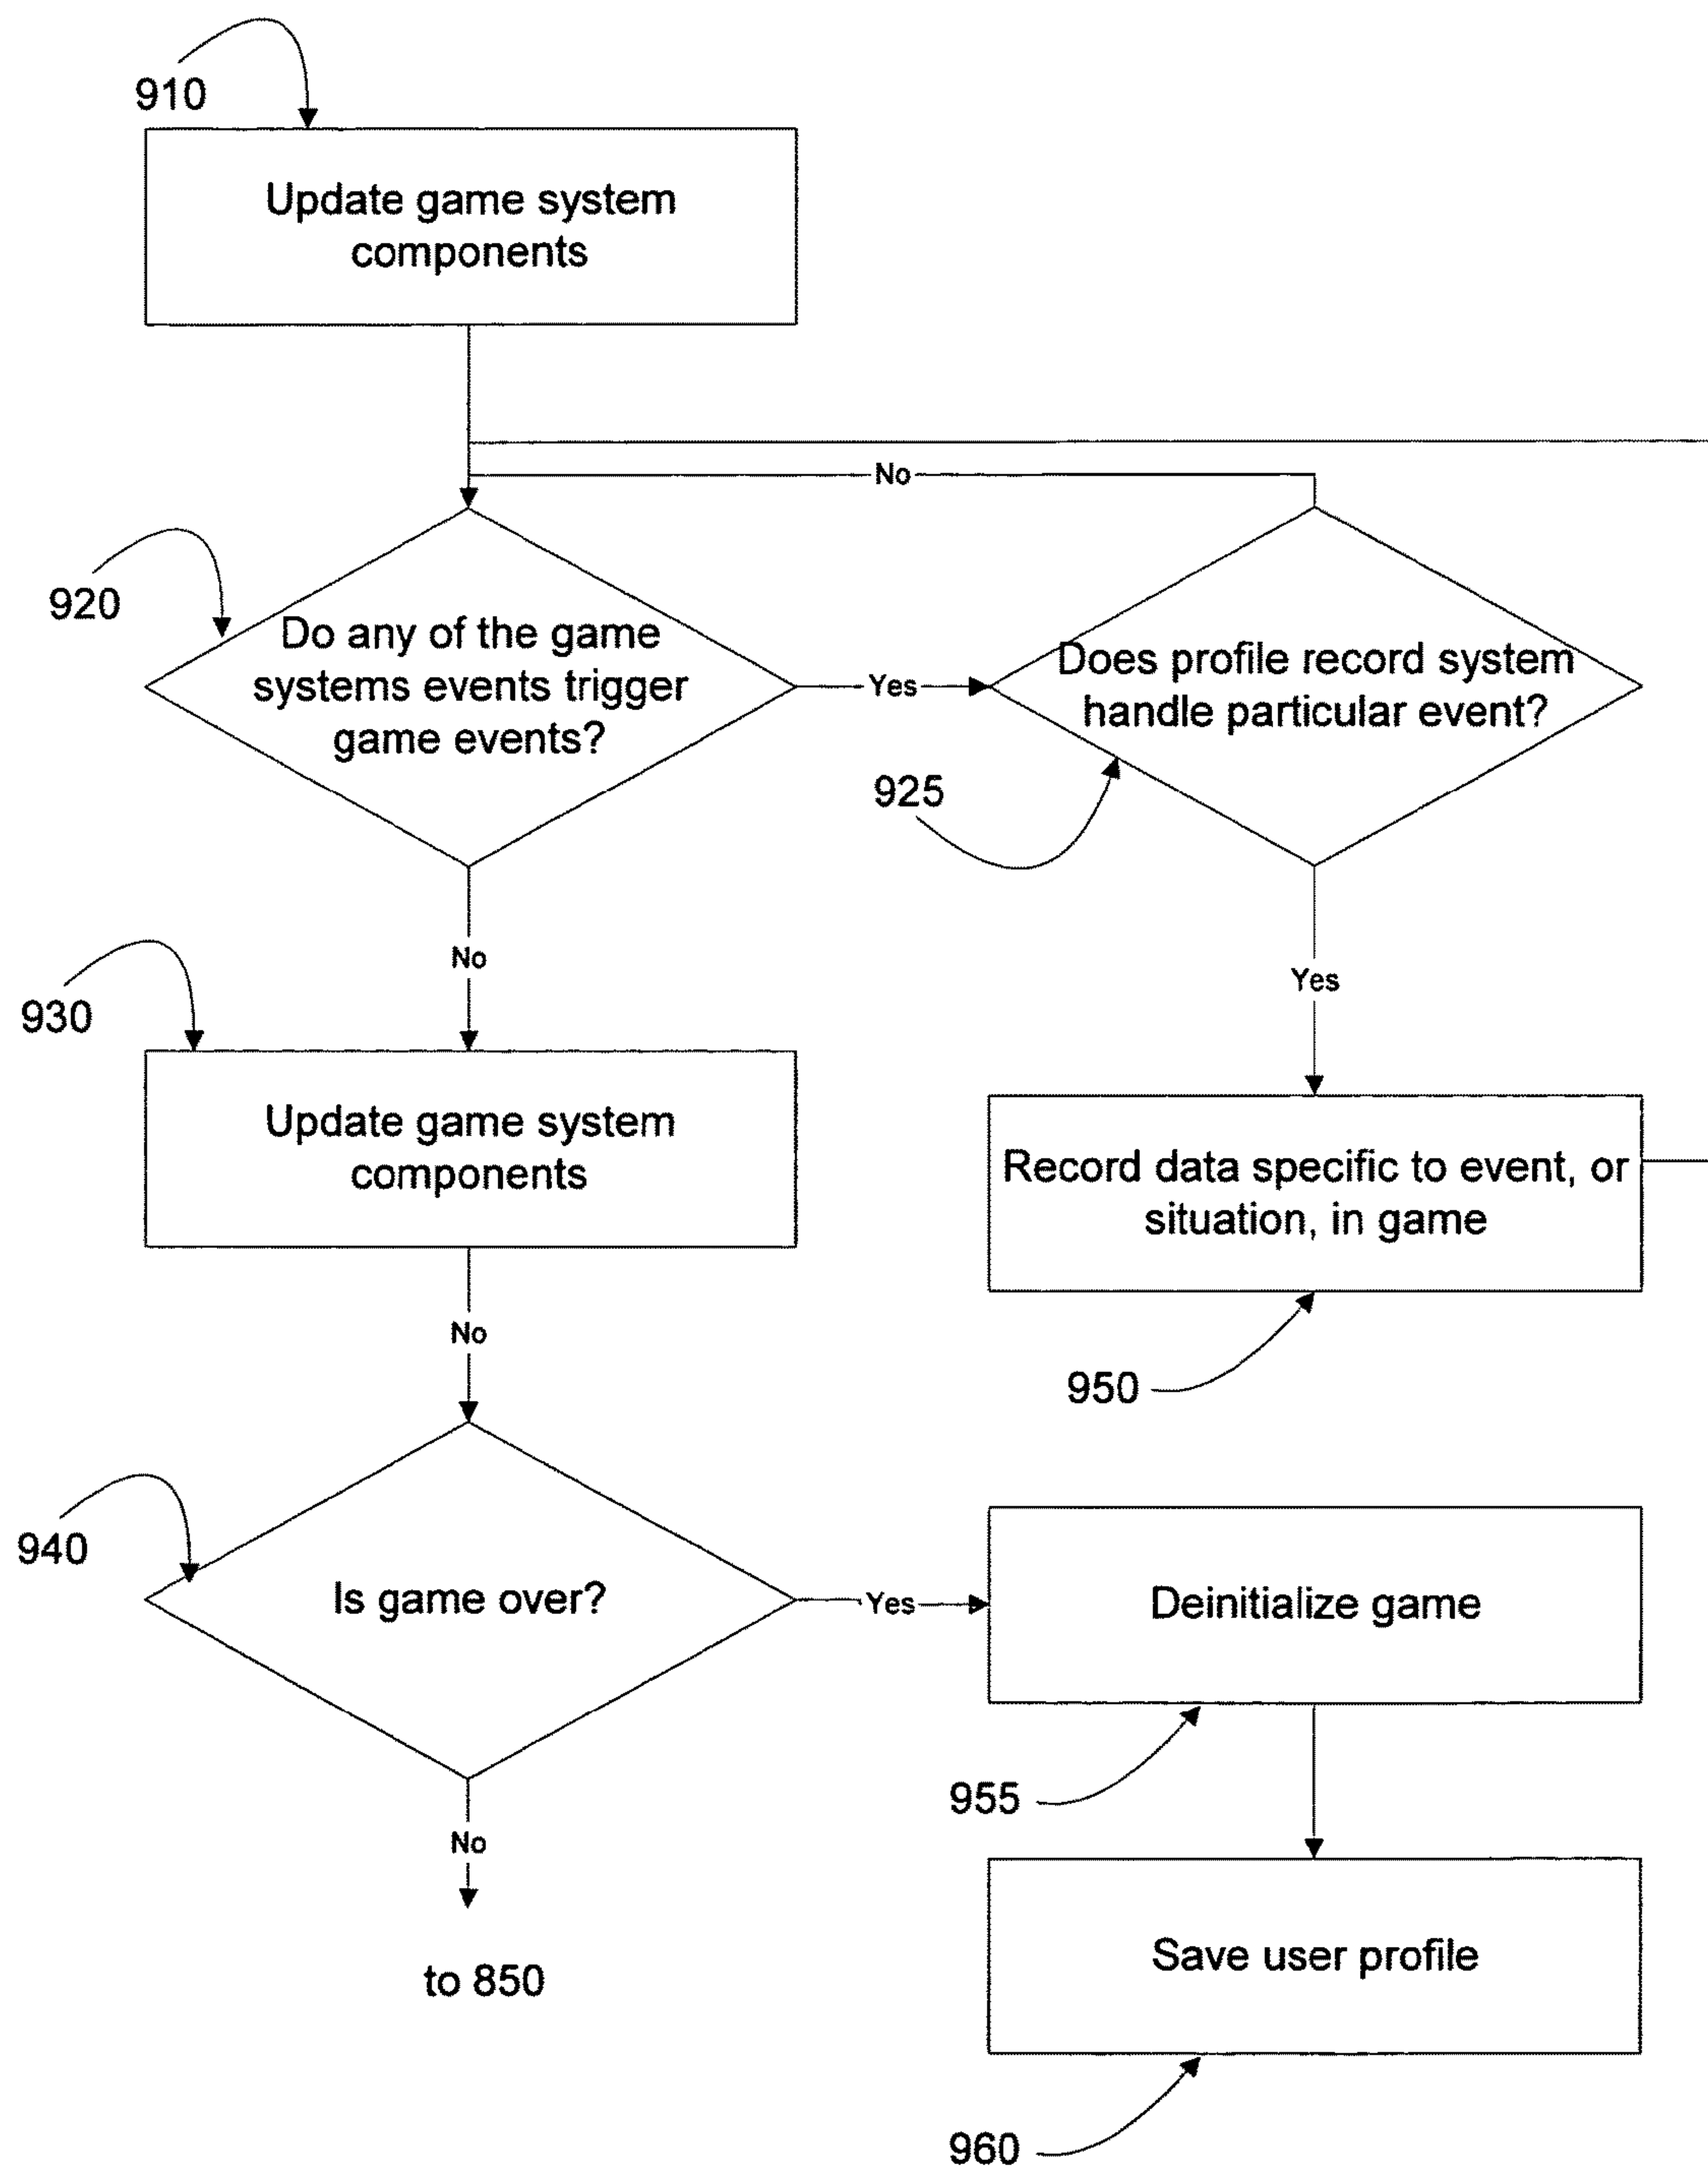 910
Update game system
components
No
920
Do any of the game
systems events trigger
game events?
Yes
Does profile record system
handle particular event?
925
No
Yes
930
Update game system
components
Record data specific to event, or
situation, in game
No
950
940
Is game over?
Yes
Deinitialize game
955
No
Save user profile
to 850
960